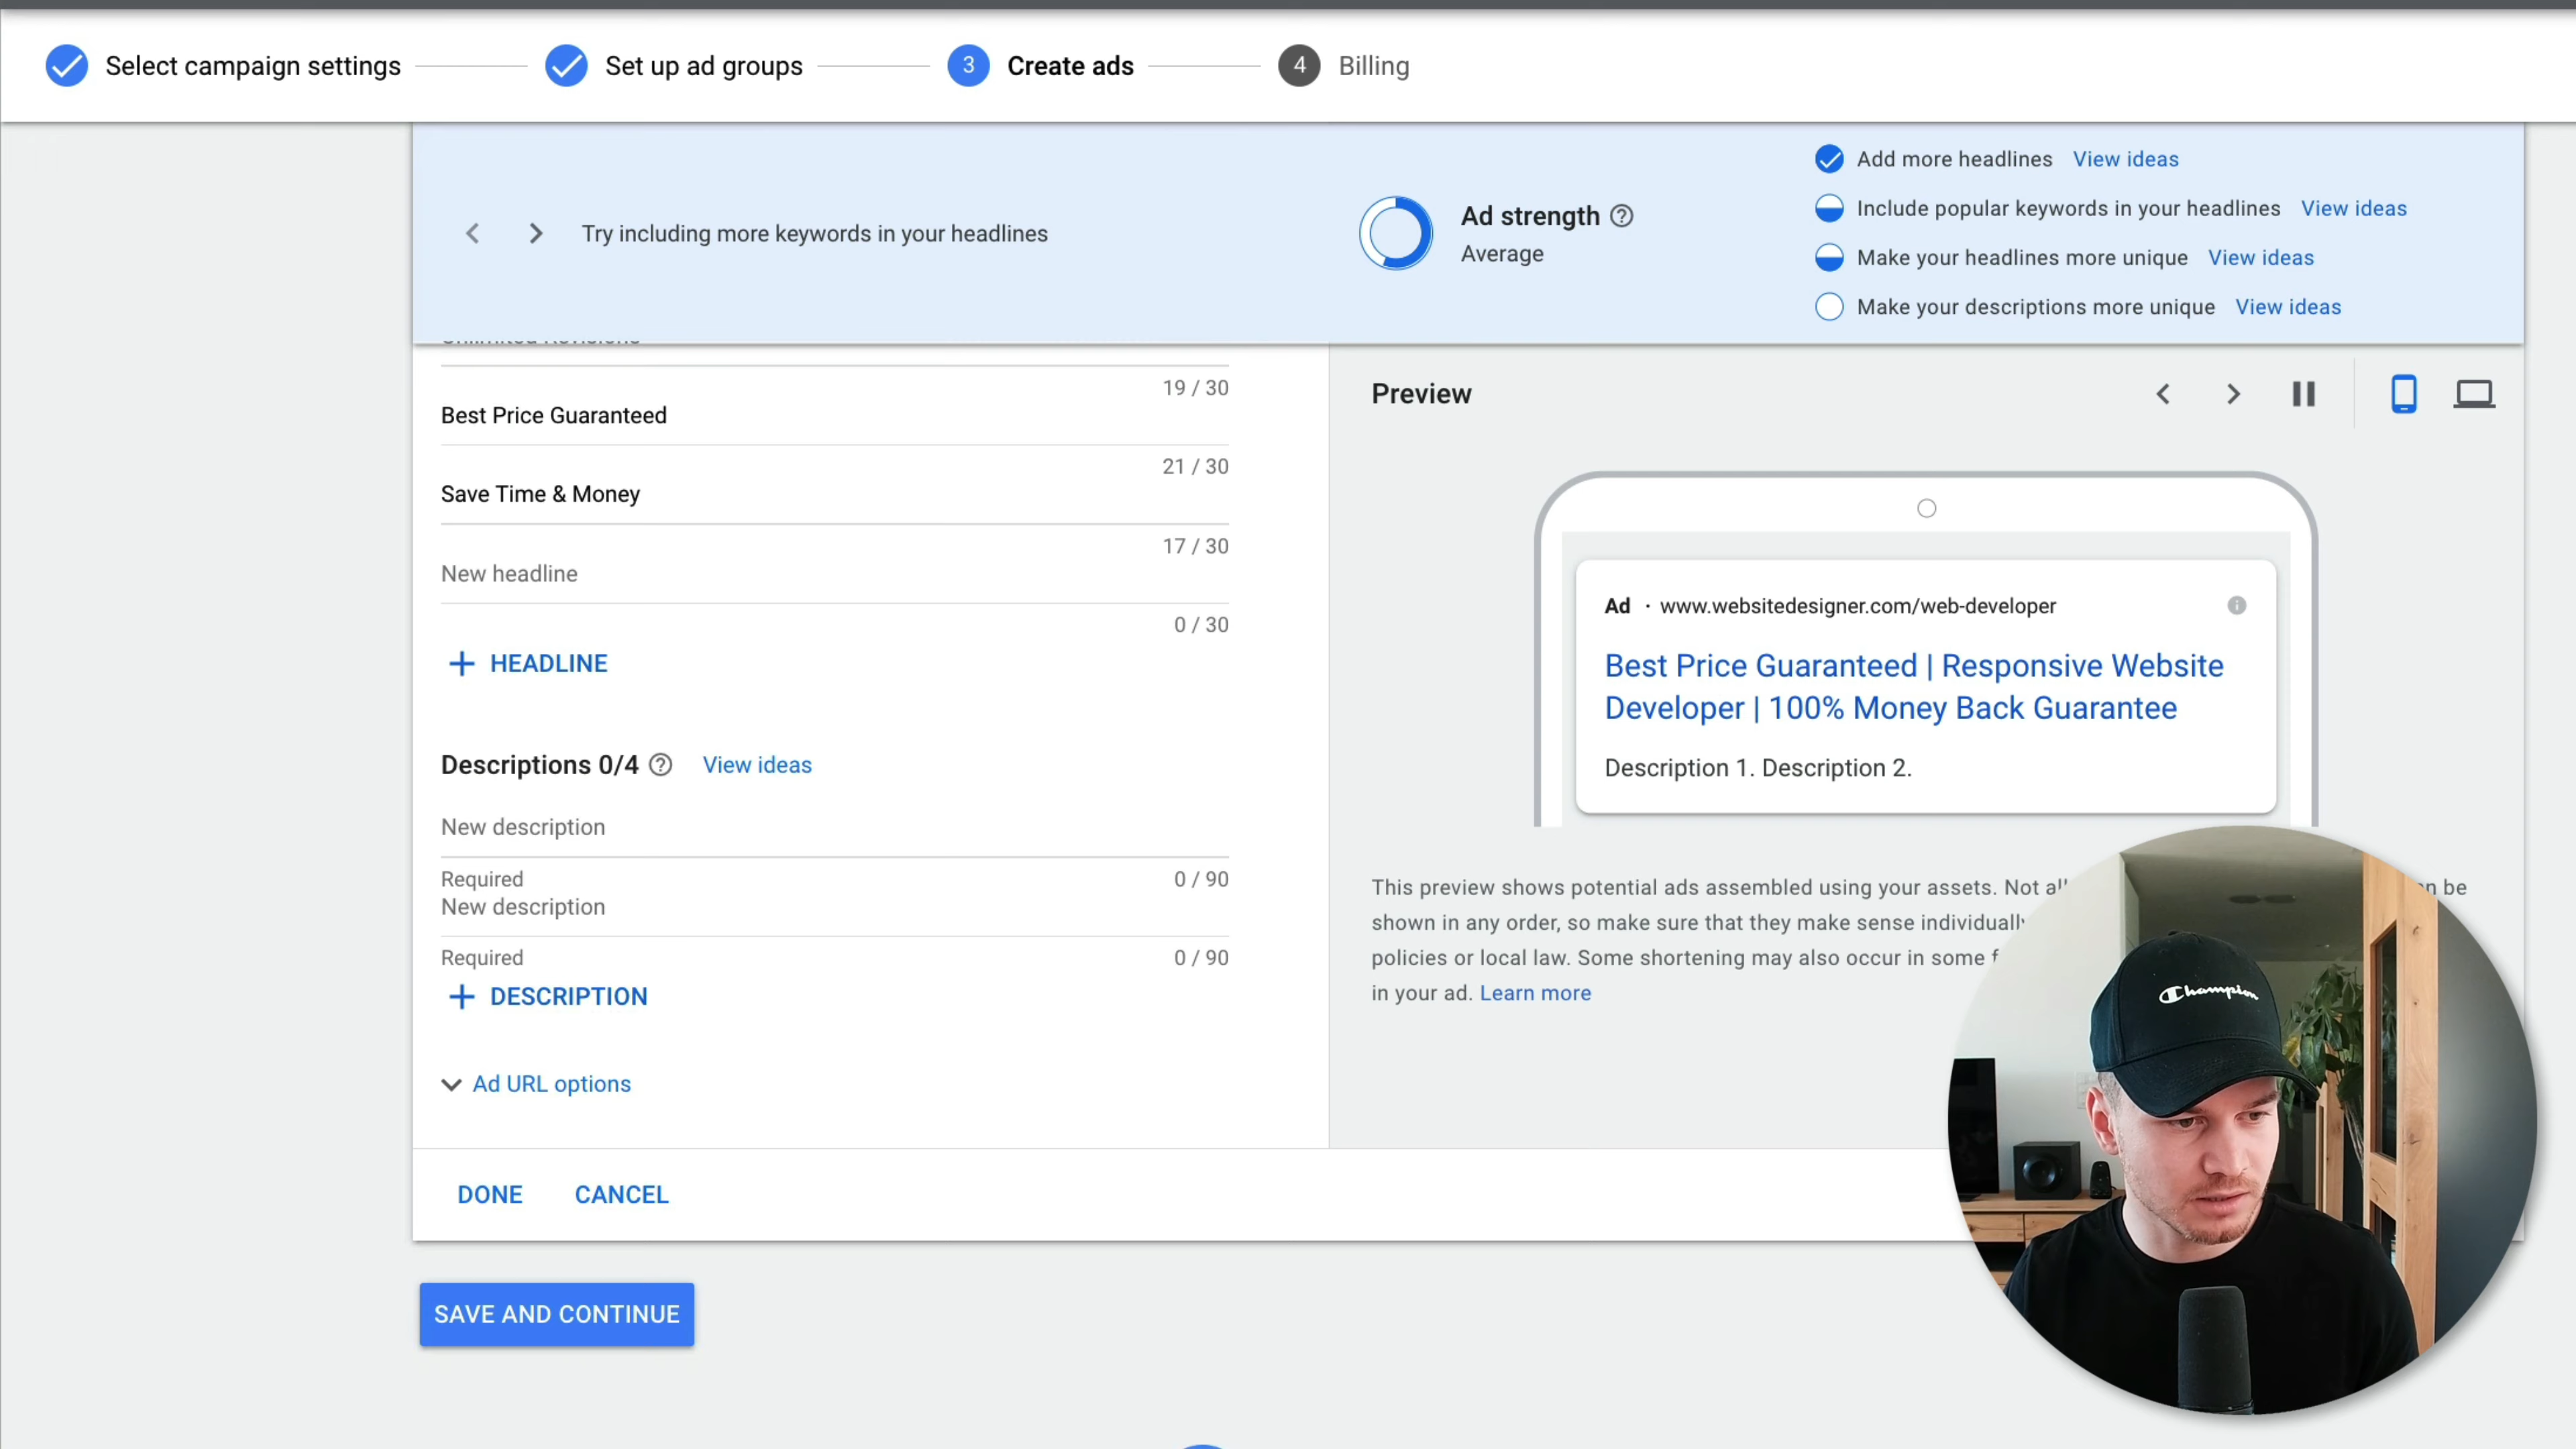 Select campaign settings
Set up ad groups
3 Create ads
4 Billing
Add more headlines View ideas
Include popular keywords in your headlines View ideas
Try including more keywords in your headlines
Ad strength
Average
Make your headlines more unique View ideas
Make your descriptions more unique View ideas
Unlimited Revisions
19 / 30
Best Price Guaranteed
21 / 30
Save Time & Money
17 / 30
New headline
0 / 30
+ HEADLINE
Descriptions 0/4 View ideas
New description
Required 0 / 90
New description
Required 0 / 90
+ DESCRIPTION
Ad URL options
DONE CANCEL
SAVE AND CONTINUE
Preview
Ad · www.websitedesigner.com/web-developer
Best Price Guaranteed | Responsive Website
Developer | 100% Money Back Guarantee
Description 1. Description 2.
This preview shows potential ads assembled using your assets. Not all n be
shown in any order, so make sure that they make sense individually
policies or local law. Some shortening may also occur in some f
in your ad. Learn more
Champion